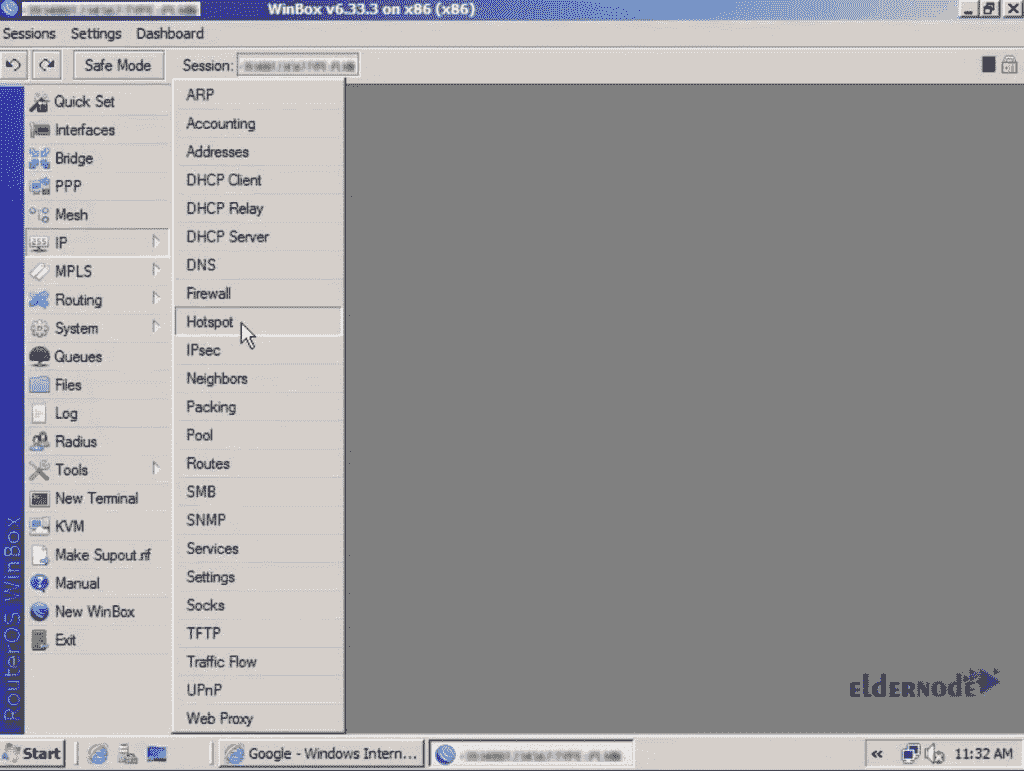 WinBox v6.33.3 on x86 (x86)
Sessions Settings Dashboard
Safe Mode Session:
Quick Set
Interfaces
Bridge
PPP
Mesh
IP
MPLS
Routing
System
Queues
Files
Log
Radius
Tools
New Terminal
KVM
Make Supout.rif
Manual
New WinBox
Exit
ARP
Accounting
Addresses
DHCP Client
DHCP Relay
DHCP Server
DNS
Firewall
Hotspot
IPsec
Neighbors
Packing
Pool
Routes
SMB
SNMP
Services
Settings
Socks
TFTP
Traffic Flow
UPnP
Web Proxy
RouterOS WinBox
eldernode
Start Google - Windows Intern... 11:32 AM